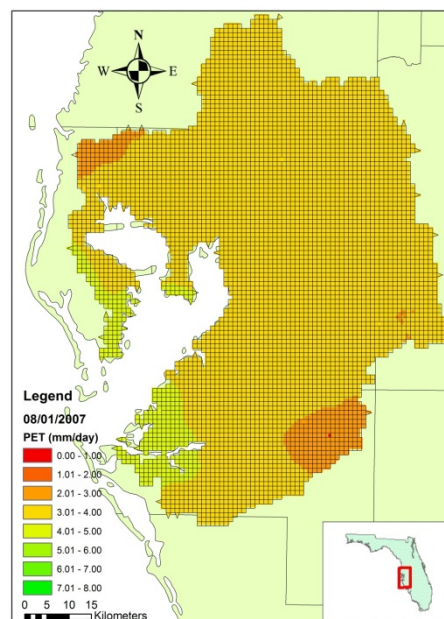 N
W E
S
Legend
08/01/2007
PET (mm/day)
0.00 - 1.00
1.01 - 2.00
2.01 - 3.00
3.01 - 4.00
4.01 - 5.00
5.01 - 6.00
6.01 - 7.00
7.01 - 8.00
0 5 10 15
Kilometers